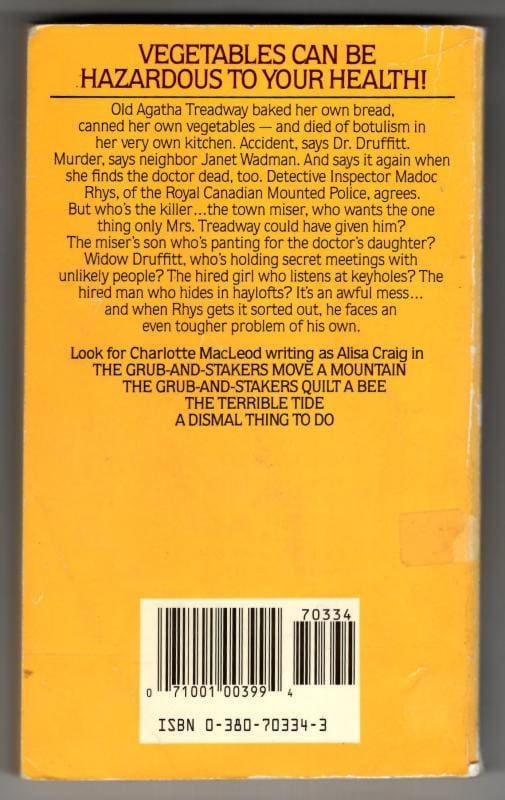 VEGETABLES CAN BE
HAZARDOUS TO YOUR HEALTH!
Old Agatha Treadway baked her own bread,
canned her own vegetables — and died of botulism in
her very own kitchen. Accident, says Dr. Druffitt.
Murder, says neighbor Janet Wadman. And says it again when
she finds the doctor dead, too. Detective Inspector Madoc
Rhys, of the Royal Canadian Mounted Police, agrees.
But who's the killer...the town miser, who wants the one
thing only Mrs. Treadway could have given him?
The miser's son who's panting for the doctor's daughter?
Widow Druffitt, who's holding secret meetings with
unlikely people? The hired girl who listens at keyholes? The
hired man who hides in haylofts? It's an awful mess...
and when Rhys gets it sorted out, he faces an
even tougher problem of his own.
Look for Charlotte MacLeod writing as Alisa Craig in
THE GRUB-AND-STAKERS MOVE A MOUNTAIN
THE GRUB-AND-STAKERS QUILT A BEE
THE TERRIBLE TIDE
A DISMAL THING TO DO
70334
0 71001 00399 4
ISBN 0-380-70334-3